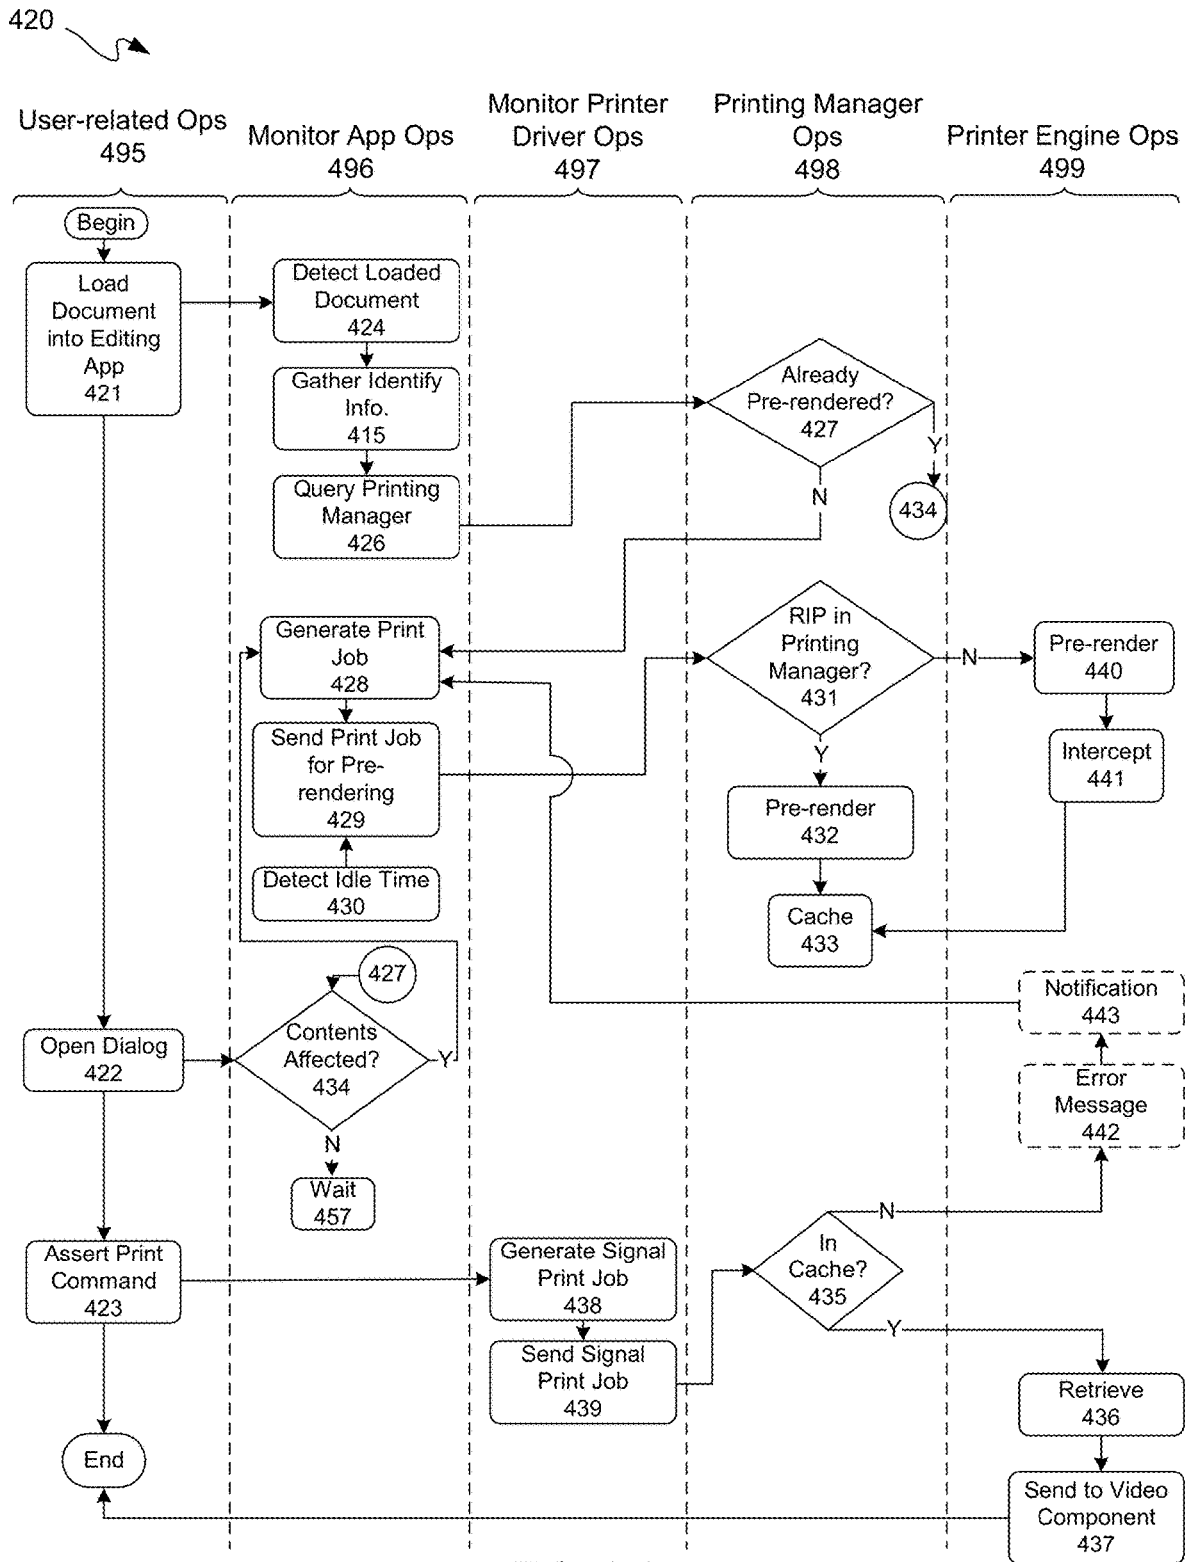 420
User-related Ops
495
Monitor App Ops
496
Monitor Printer
Driver Ops
497
Printing Manager
Ops
498
Printer Engine Ops
499
Begin
Load
Document
into Editing
App
421
Detect Loaded
Document
424
Gather Identify
Info.
415
Query Printing
Manager
426
Already
Pre-rendered?
427
Y
434
N
Generate Print
Job
428
Send Print Job
for Pre-
rendering
429
Detect Idle Time
430
RIP in
Printing
Manager?
431
N
Y
Pre-render
440
Intercept
441
Pre-render
432
Cache
433
427
Open Dialog
422
Contents
Affected?
434
Y
N
Wait
457
Notification
443
Error
Message
442
Assert Print
Command
423
Generate Signal
Print Job
438
Send Signal
Print Job
439
In
Cache?
435
N
Y
Retrieve
436
Send to Video
Component
437
End